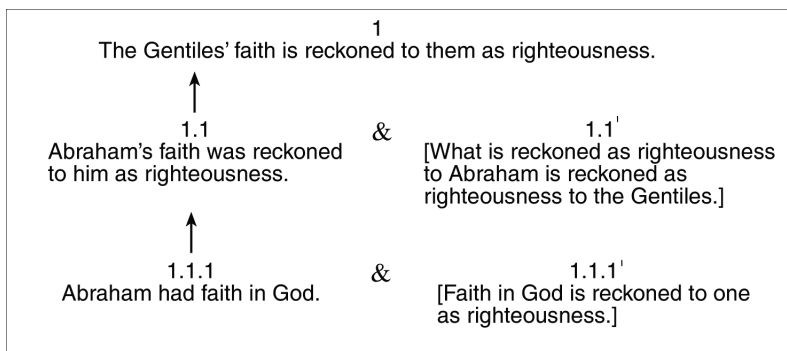 1
The Gentiles’ faith is reckoned to them as righteousness.
1.1 & 1.1'
Abraham’s faith was reckoned
to him as righteousness.
[What is reckoned as righteousness
to Abraham is reckoned as
righteousness to the Gentiles.]
1.1.1 & 1.1.1'
Abraham had faith in God.
[Faith in God is reckoned to one
as righteousness.]